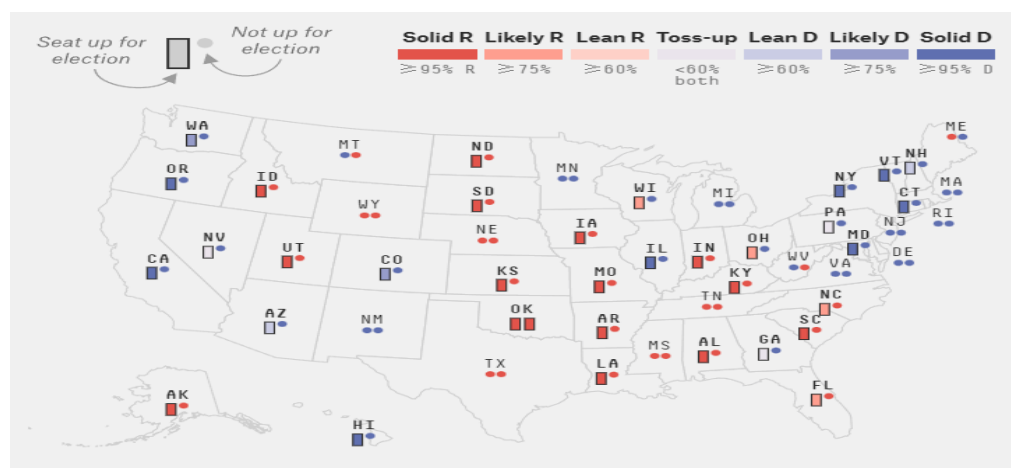 Seat up for
election
Not up for
election
Solid R Likely R Lean R Toss-up Lean D Likely D Solid D
≥95% R ≥75% ≥60% <60% both ≥60% ≥75% ≥95% D
WA
MT
ND
ME
OR
ID
MN
VT
NH
SD
WI
MI
NY
CT
MA
WY
IA
PA
NJ
RI
NV
NE
OH
MD
UT
CO
IL
IN
WV
DE
CA
KS
MO
KY
VA
TN
NC
AZ
NM
OK
AR
SC
MS
AL
GA
TX
LA
AK
FL
HI